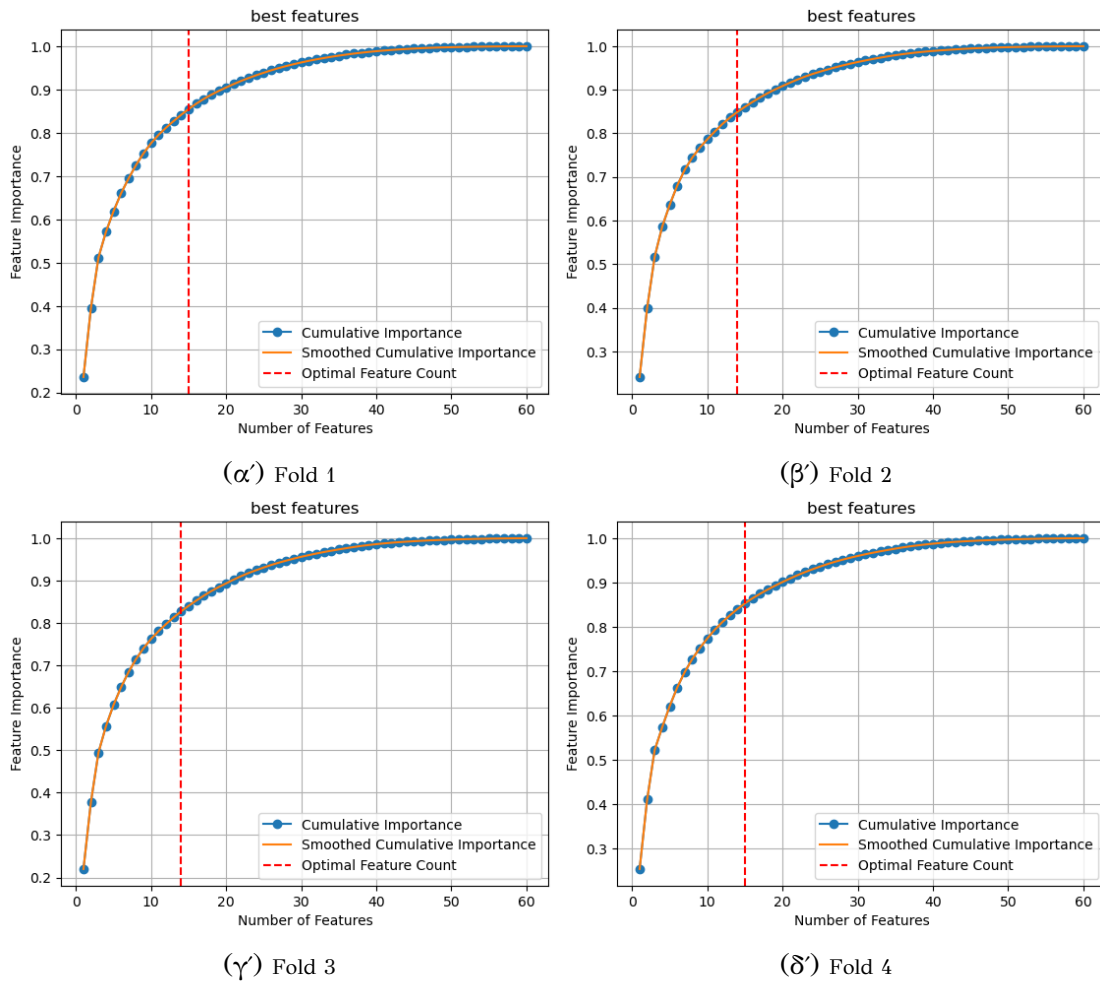 best features
1.0
0.9
0.8
0.7
0.6
0.5
0.4
0.3
0.2
Feature Importance
Cumulative Importance
Smoothed Cumulative Importance
Optimal Feature Count
0 10 20 30 40 50 60
Number of Features
(α′) Fold 1
best features
1.0
0.9
0.8
0.7
0.6
0.5
0.4
0.3
Feature Importance
Cumulative Importance
Smoothed Cumulative Importance
Optimal Feature Count
0 10 20 30 40 50 60
Number of Features
(β′) Fold 2
best features
1.0
0.9
0.8
0.7
0.6
0.5
0.4
0.3
0.2
Feature Importance
Cumulative Importance
Smoothed Cumulative Importance
Optimal Feature Count
0 10 20 30 40 50 60
Number of Features
(γ′) Fold 3
best features
1.0
0.9
0.8
0.7
0.6
0.5
0.4
0.3
Feature Importance
Cumulative Importance
Smoothed Cumulative Importance
Optimal Feature Count
0 10 20 30 40 50 60
Number of Features
(δ′) Fold 4